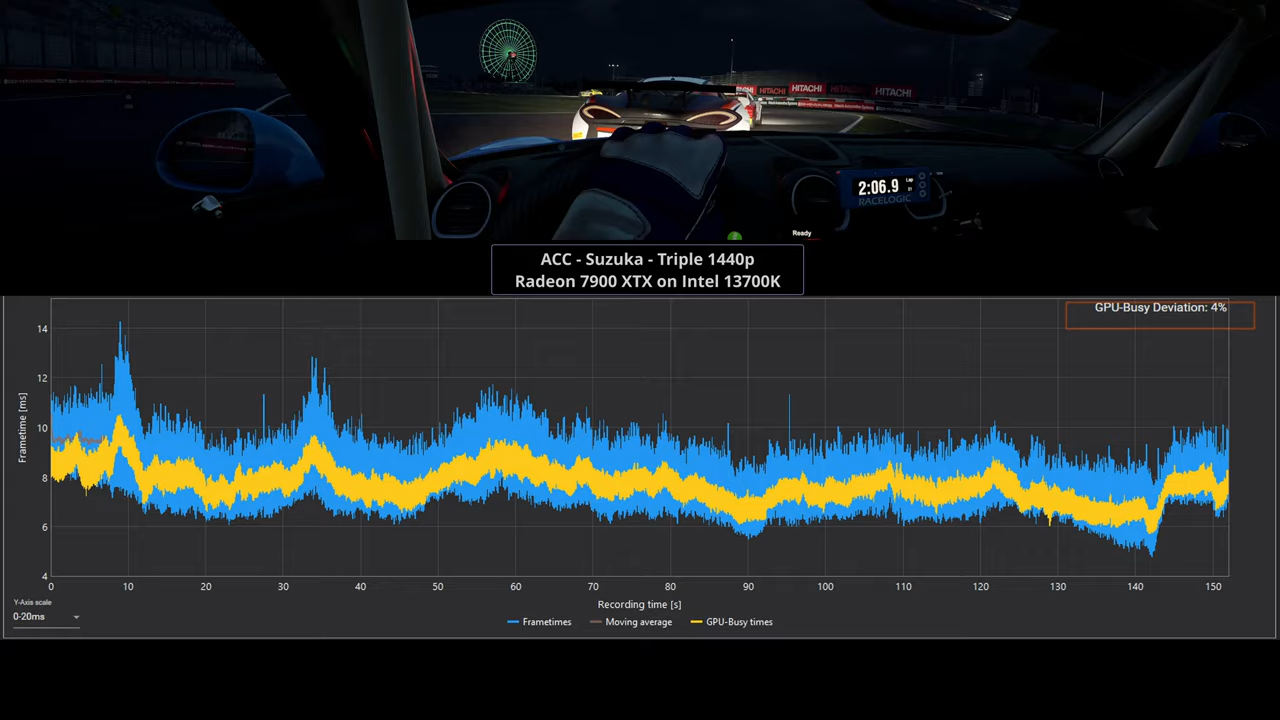 HITACHI
HITACHI
HITACHI
HITACHI
2:06.9
Lap
RACELOGIC
Ready
ACC - Suzuka - Triple 1440p
Radeon 7900 XTX on Intel 13700K
GPU-Busy Deviation: 4%
Frametime [ms]
14
12
10
8
6
4
0 10 20 30 40 50 60 70 80 90 100 110 120 130 140 150
Recording time [s]
Y-Axis scale
0-20ms
Frametimes Moving average GPU-Busy times